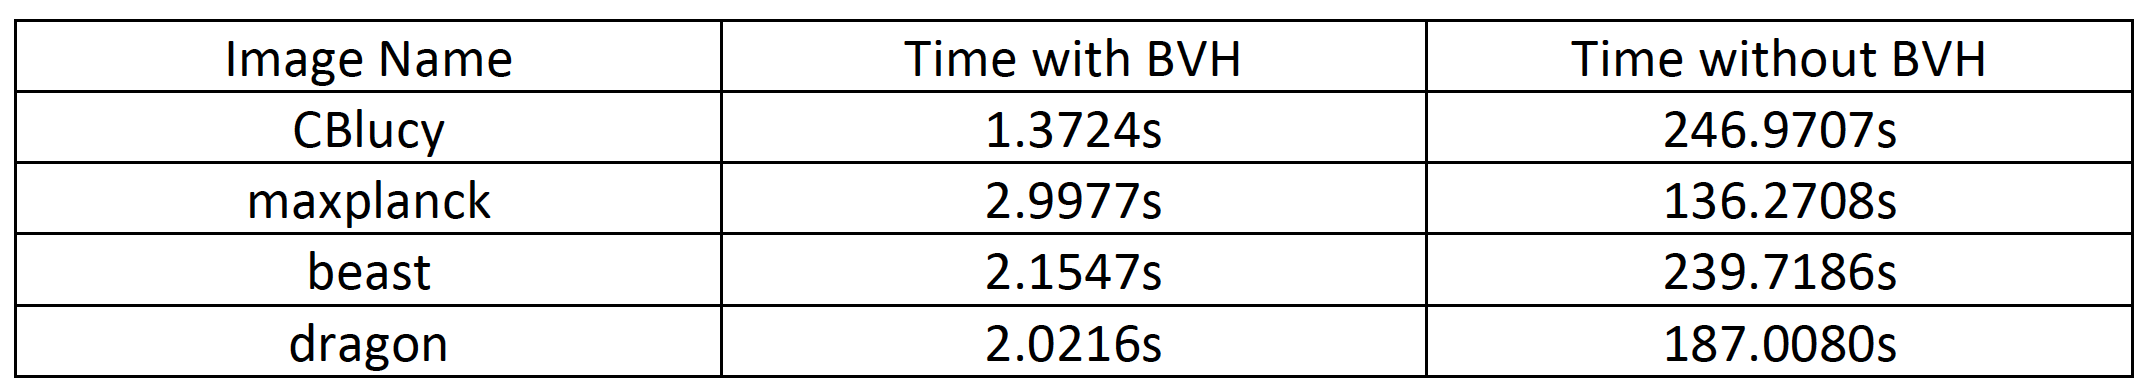 Image Name Time with BVH Time without BVH
CBlucy 1.3724s 246.9707s
maxplanck 2.9977s 136.2708s
beast 2.1547s 239.7186s
dragon 2.0216s 187.0080s